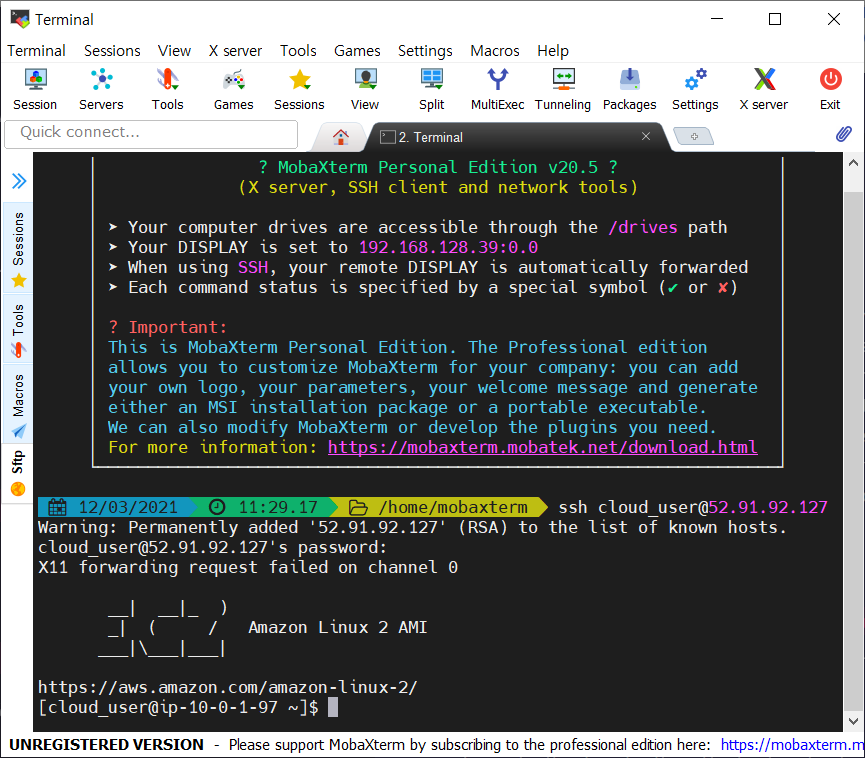 Terminal
Terminal Sessions View X server Tools Games Settings Macros Help
Session Servers Tools Games Sessions View Split MultiExec Tunneling Packages Settings X server Exit
Quick connect...
2. Terminal
Sessions
Tools
Macros
Sftp
? MobaXterm Personal Edition v20.5 ?
(X server, SSH client and network tools)
➤ Your computer drives are accessible through the /drives path
➤ Your DISPLAY is set to 192.168.128.39:0.0
➤ When using SSH, your remote DISPLAY is automatically forwarded
➤ Each command status is specified by a special symbol (✔ or ✘)
? Important:
This is MobaXterm Personal Edition. The Professional edition
allows you to customize MobaXterm for your company: you can add
your own logo, your parameters, your welcome message and generate
either an MSI installation package or a portable executable.
We can also modify MobaXterm or develop the plugins you need.
For more information: https://mobaxterm.mobatek.net/download.html
12/03/2021 11:29.17 /home/mobaxterm ssh cloud_user@52.91.92.127
Warning: Permanently added '52.91.92.127' (RSA) to the list of known hosts.
cloud_user@52.91.92.127's password:
X11 forwarding request failed on channel 0
__|  __|_  )
_|  (     /   Amazon Linux 2 AMI
___|\___|___|
https://aws.amazon.com/amazon-linux-2/
[cloud_user@ip-10-0-1-97 ~]$
UNREGISTERED VERSION - Please support MobaXterm by subscribing to the professional edition here: https://mobaxterm.m